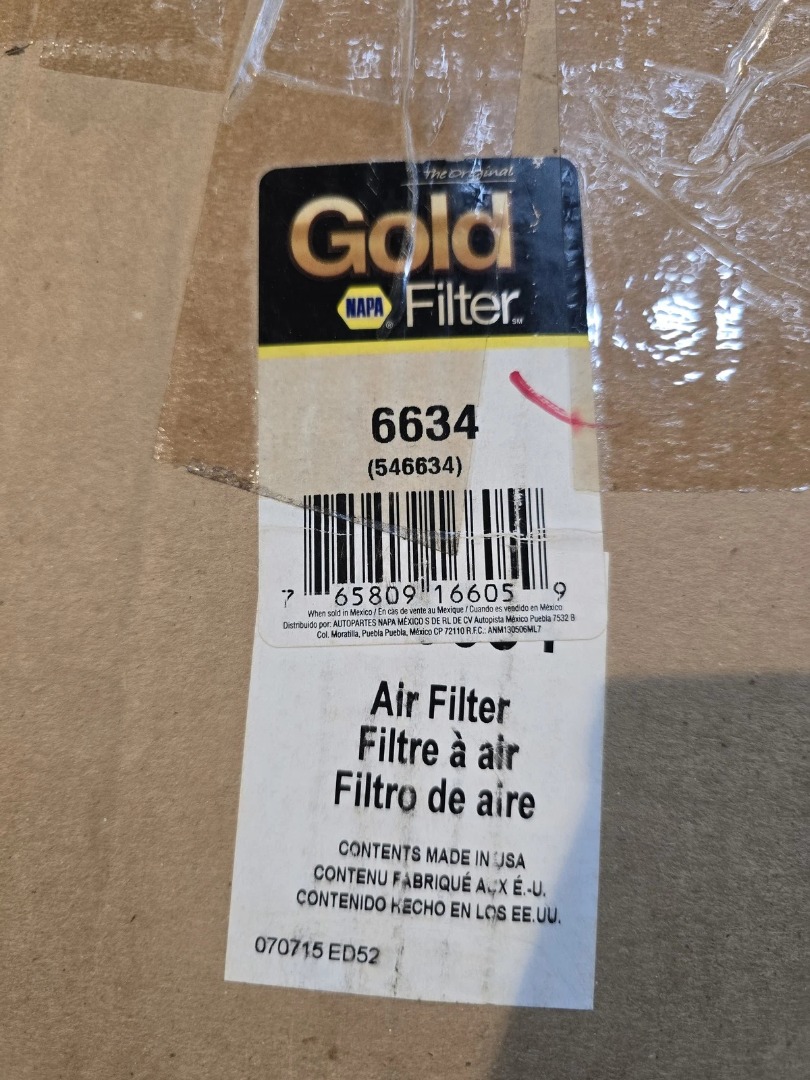 The Original
Gold
NAPA® Filter℠
6634
(546634)
7 65809 16605 9
When sold in Mexico / En cas de vente au Mexique / Cuando es vendido en México
Distribuido por: AUTOPARTES NAPA MÉXICO S DE RL DE CV Autopista México Puebla 7532 B
Col. Moratilla, Puebla Puebla, México CP 72110 R.F.C.: ANM130506ML7
Air Filter
Filtre à air
Filtro de aire
CONTENTS MADE IN USA
CONTENU FABRIQUÉ AUX É.-U.
CONTENIDO HECHO EN LOS EE.UU.
070715 ED52